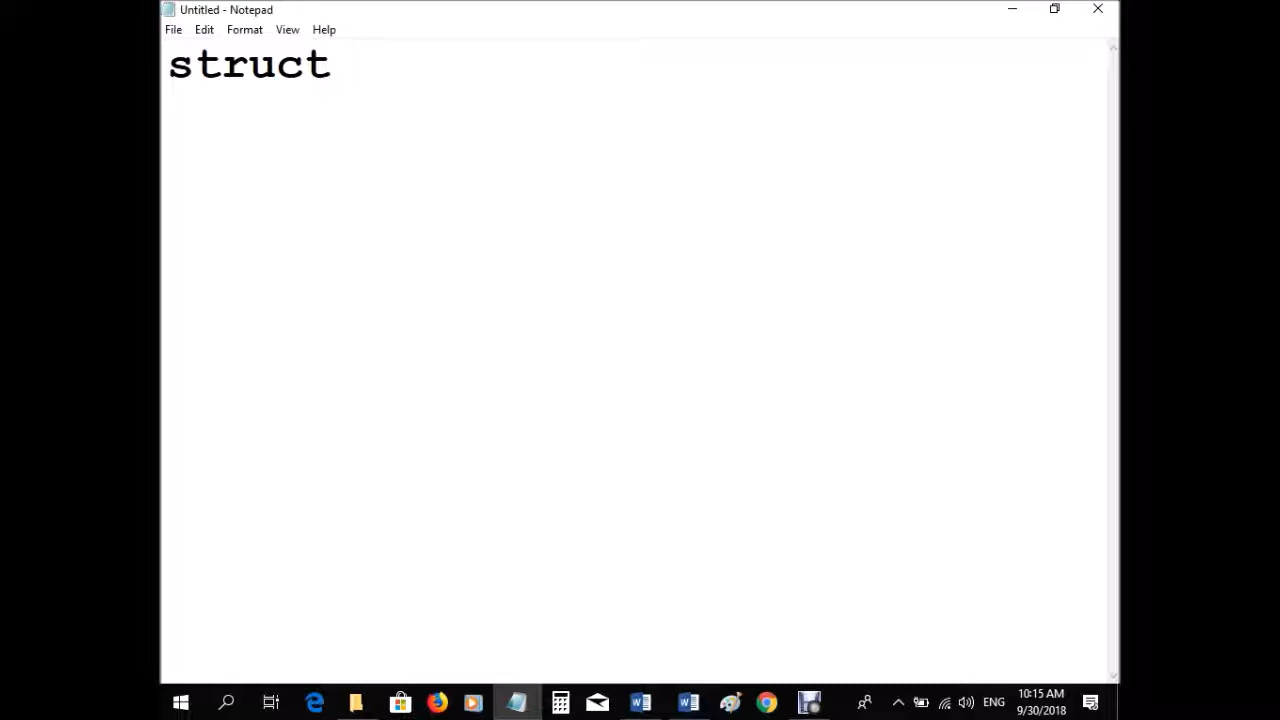 Untitled - Notepad
File Edit Format View Help
struct
ENG
10:15 AM
9/30/2018